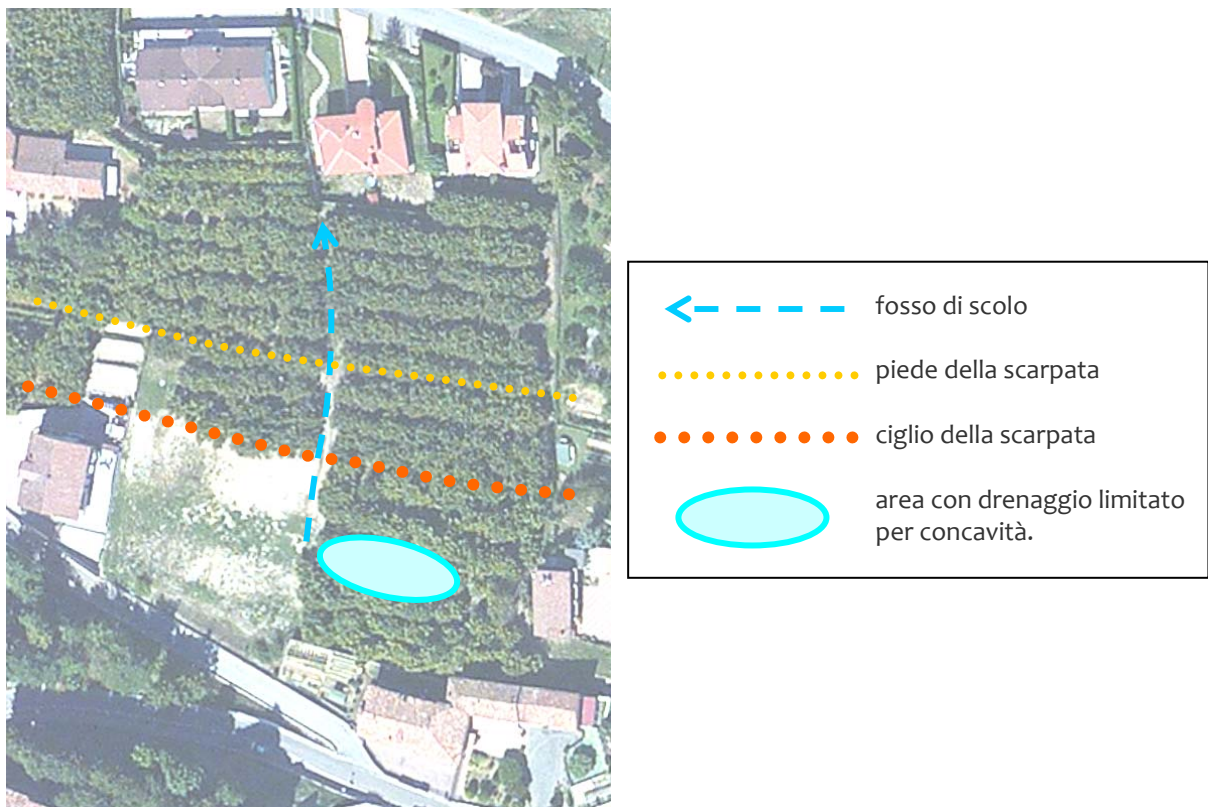 fosso di scolo
piede della scarpata
ciglio della scarpata
area con drenaggio limitato
per concavità.